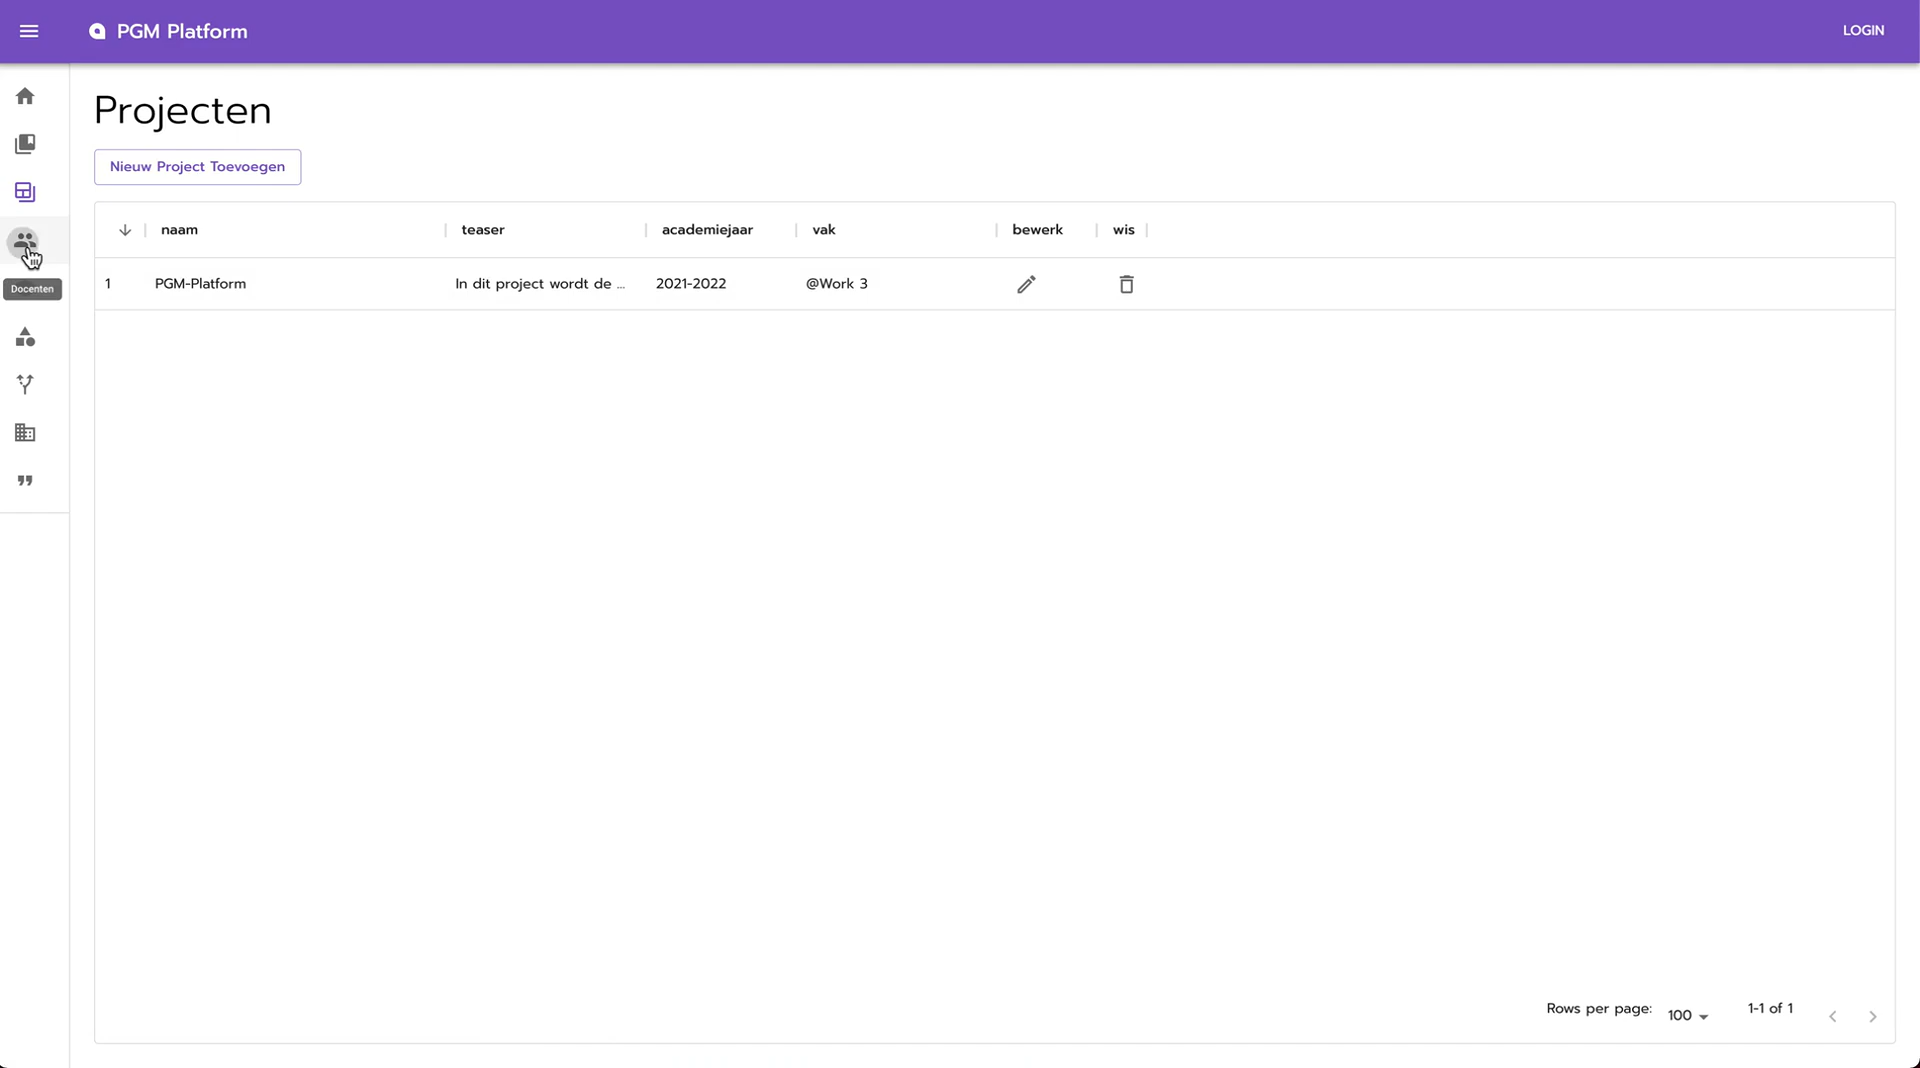 PGM Platform
LOGIN
Projecten
Nieuw Project Toevoegen
naam teaser academiejaar vak bewerk wis
1 PGM-Platform In dit project wordt de ... 2021-2022 @Work 3
Docenten
Rows per page: 100 1-1 of 1